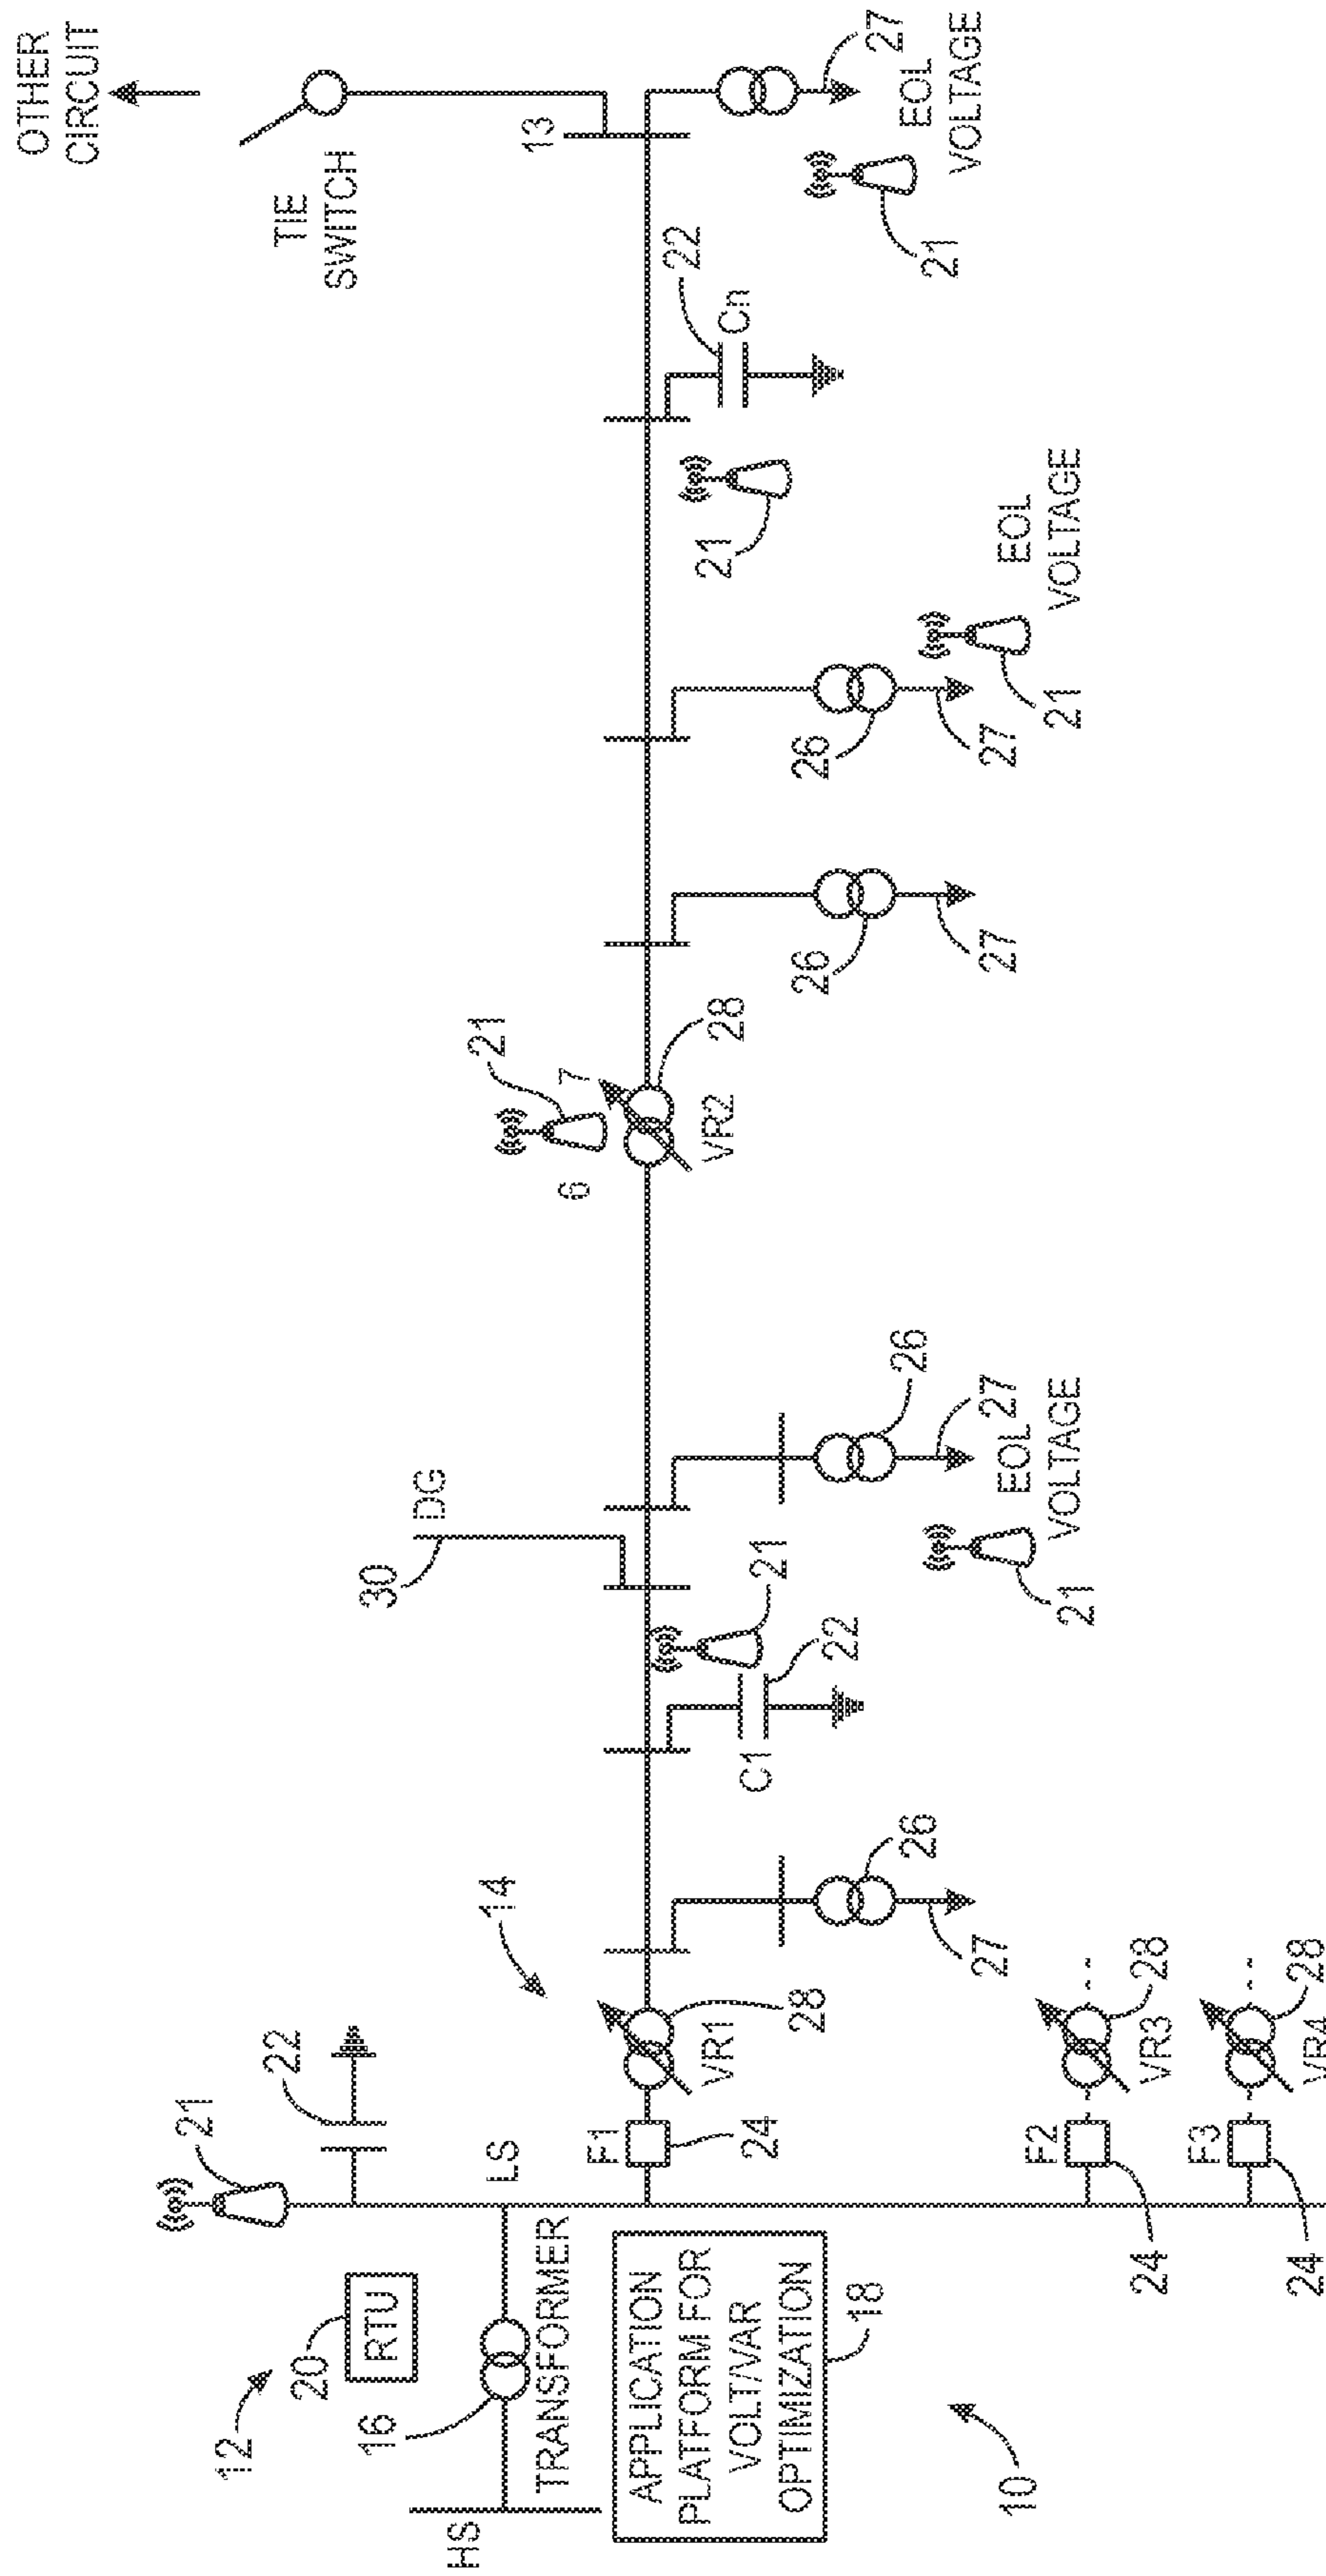 OTHER
CIRCUIT
TIE
SWITCH
13
27
EOL
VOLTAGE
21
22
Cn
21
EOL
VOLTAGE
21
26
27
26
27
21
7
6
28
VR2
DG
30
26
27
EOL
VOLTAGE
21
21
22
C1
14
26
27
28
VR1
F1
24
28
VR3
F2
24
28
VR4
F3
24
22
21
LS
12
20
RTU
16
TRANSFORMER
HS
APPLICATION
PLATFORM FOR
VOLT/VAR
OPTIMIZATION
18
10